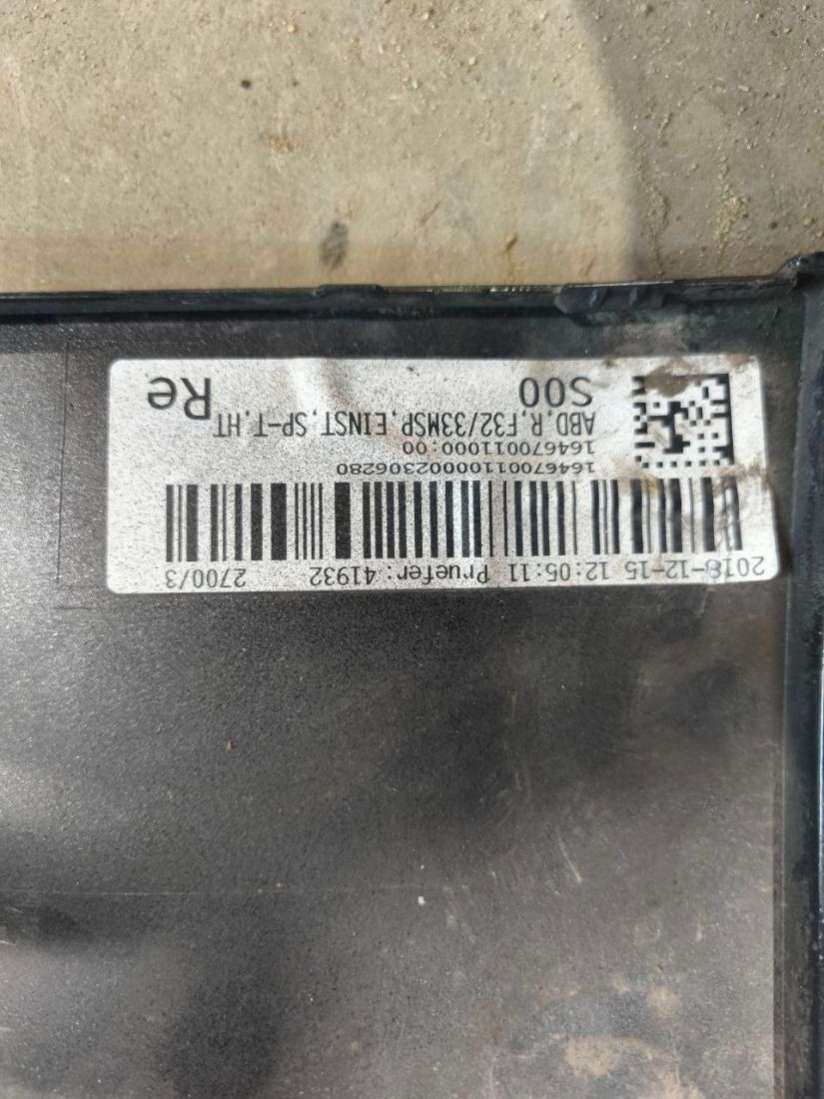 2018-12-15 12:05:11 Pruefer:41932 2700/3
16467001100002306280
164670011000:00
ABD,R,F32/33MSP,EINST,SP-T,HT
S00 Re